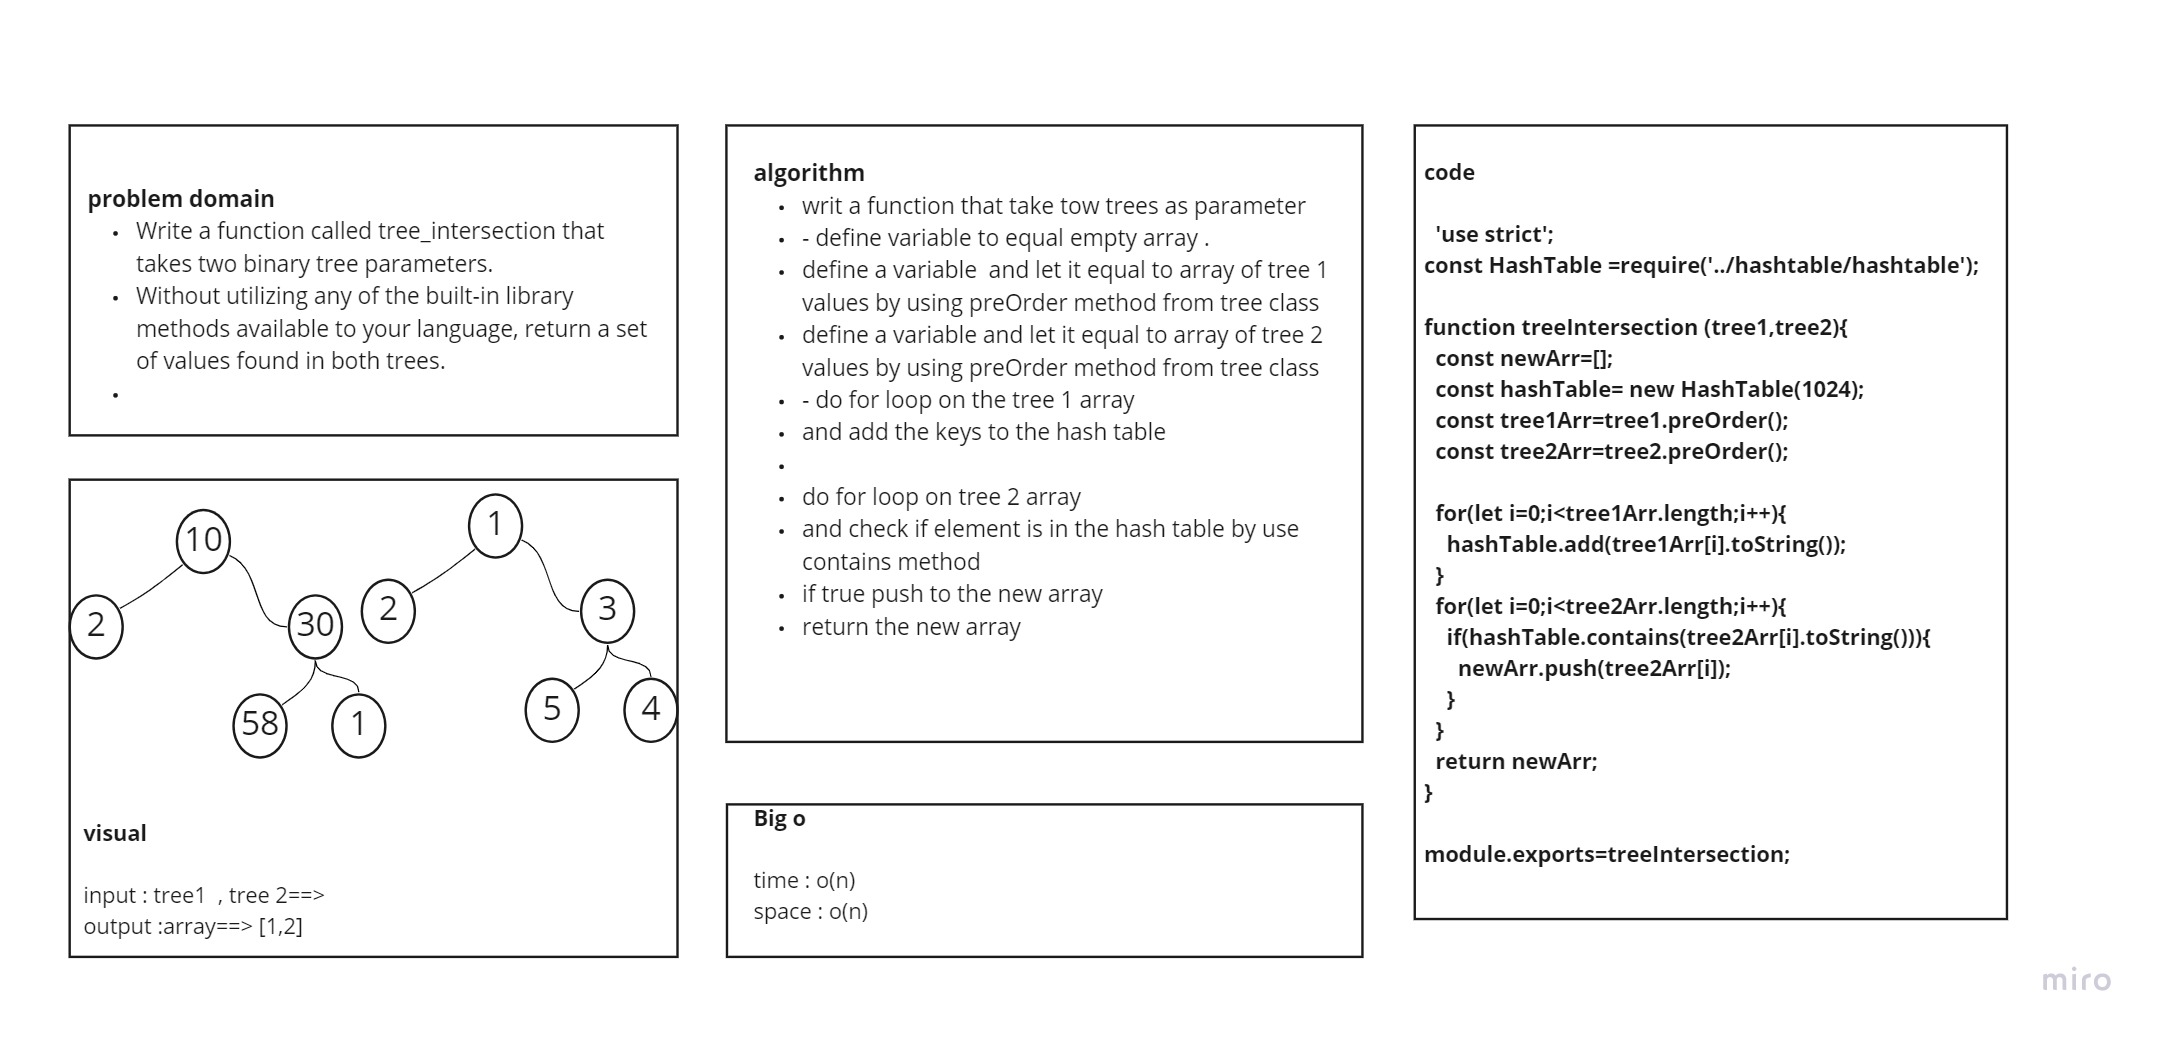 problem domain
• Write a function called tree_intersection that
takes two binary tree parameters.
• Without utilizing any of the built-in library
methods available to your language, return a set
of values found in both trees.
•
10
2
30
58
1
1
2
3
5
4
visual
input : tree1  , tree 2==>
output :array==> [1,2]
algorithm
• writ a function that take tow trees as parameter
• - define variable to equal empty array .
• define a variable  and let it equal to array of tree 1
values by using preOrder method from tree class
• define a variable and let it equal to array of tree 2
values by using preOrder method from tree class
• - do for loop on the tree 1 array
• and add the keys to the hash table
•
• do for loop on tree 2 array
• and check if element is in the hash table by use
contains method
• if true push to the new array
• return the new array
Big o
time : o(n)
space : o(n)
code
'use strict';
const HashTable =require('../hashtable/hashtable');
function treeIntersection (tree1,tree2){
const newArr=[];
const hashTable= new HashTable(1024);
const tree1Arr=tree1.preOrder();
const tree2Arr=tree2.preOrder();
for(let i=0;i<tree1Arr.length;i++){
hashTable.add(tree1Arr[i].toString());
}
for(let i=0;i<tree2Arr.length;i++){
if(hashTable.contains(tree2Arr[i].toString())){
newArr.push(tree2Arr[i]);
}
}
return newArr;
}
module.exports=treeIntersection;
miro